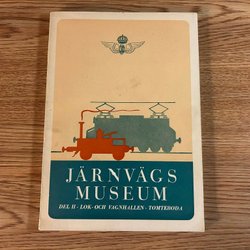 JÄRNVÄGS
MUSEUM
DEL II - LOK- OCH VAGNHALLEN - TOMTEBODA